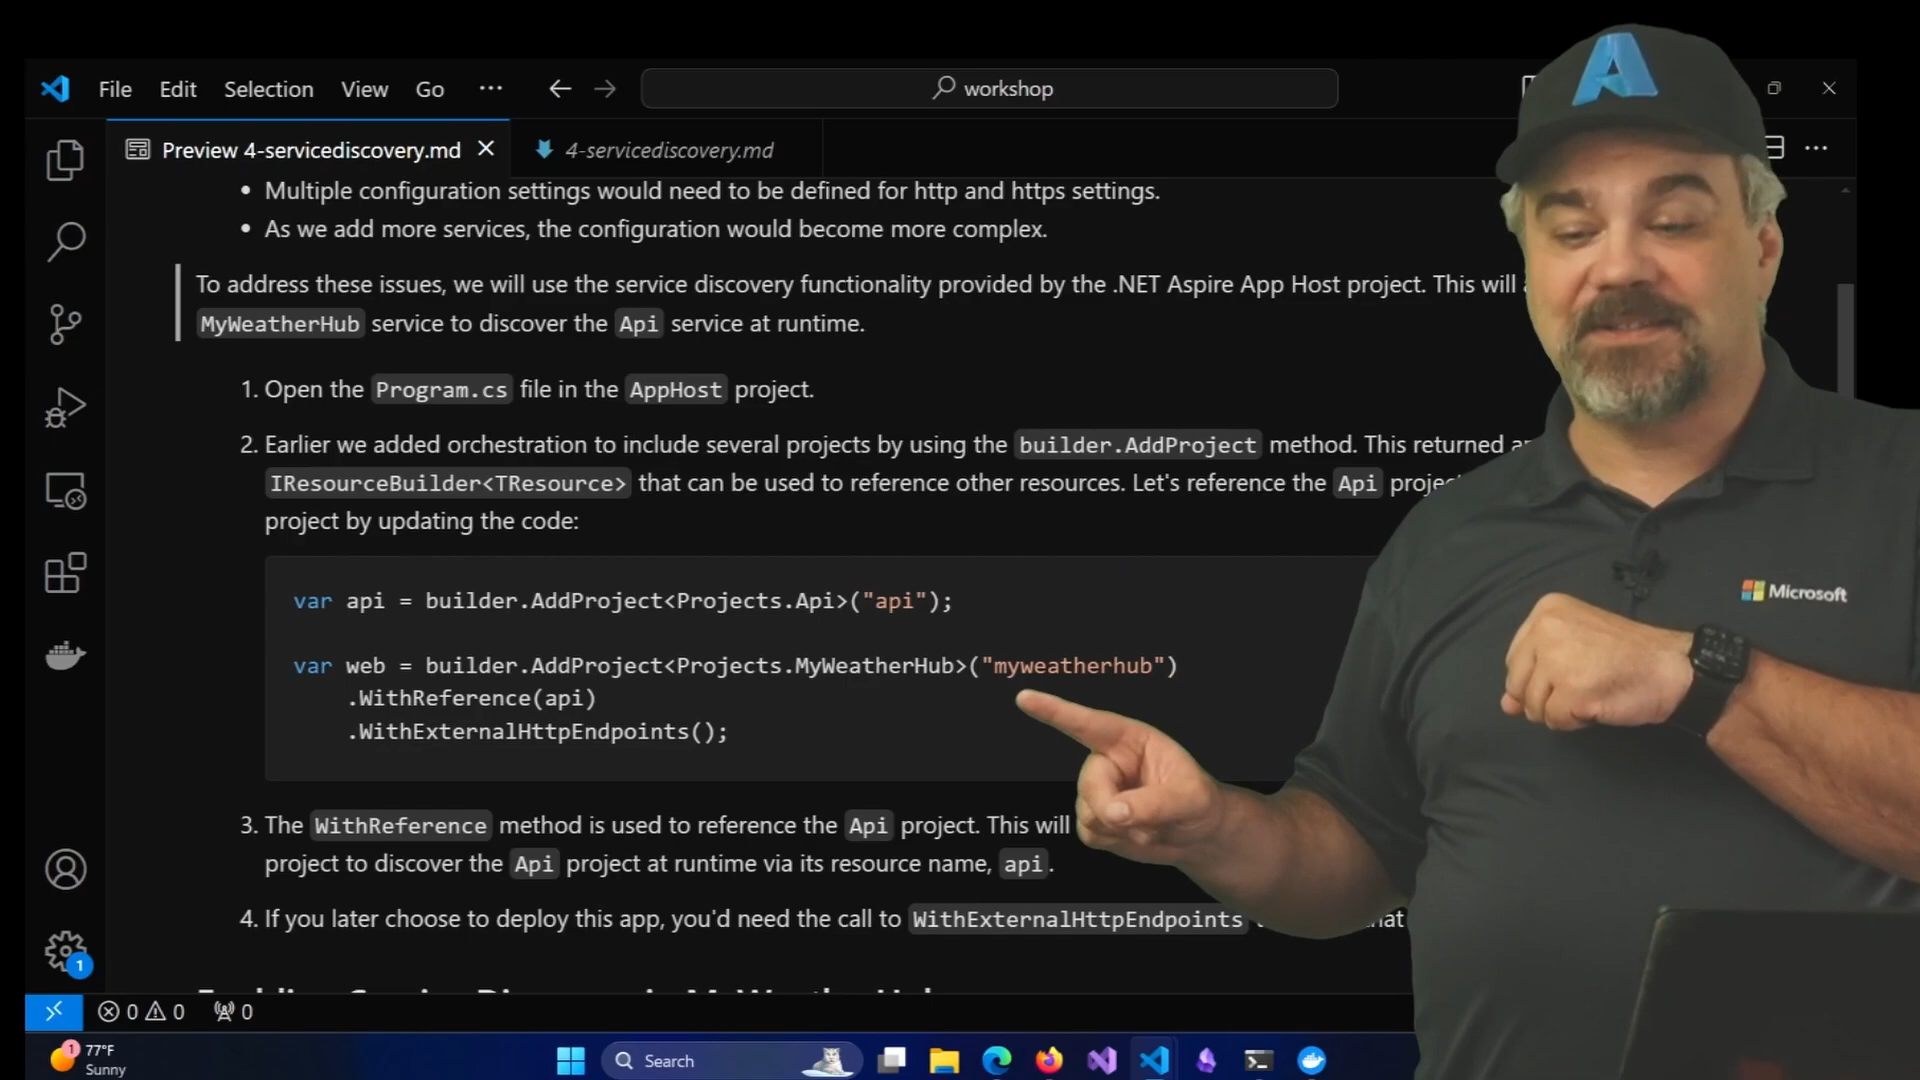 File Edit Selection View Go ··· workshop
Preview 4-servicediscovery.md 4-servicediscovery.md
• Multiple configuration settings would need to be defined for http and https settings.
• As we add more services, the configuration would become more complex.
To address these issues, we will use the service discovery functionality provided by the .NET Aspire App Host project. This will
MyWeatherHub service to discover the Api service at runtime.
1. Open the Program.cs file in the AppHost project.
2. Earlier we added orchestration to include several projects by using the builder.AddProject method. This returned
IResourceBuilder<TResource> that can be used to reference other resources. Let's reference the Api project
project by updating the code:
var api = builder.AddProject<Projects.Api>("api");
var web = builder.AddProject<Projects.MyWeatherHub>("myweatherhub")
.WithReference(api)
.WithExternalHttpEndpoints();
3. The WithReference method is used to reference the Api project. This will
project to discover the Api project at runtime via its resource name, api.
4. If you later choose to deploy this app, you'd need the call to WithExternalHttpEndpoints
Microsoft
1
0 0 0
1 77°F
Sunny
Search